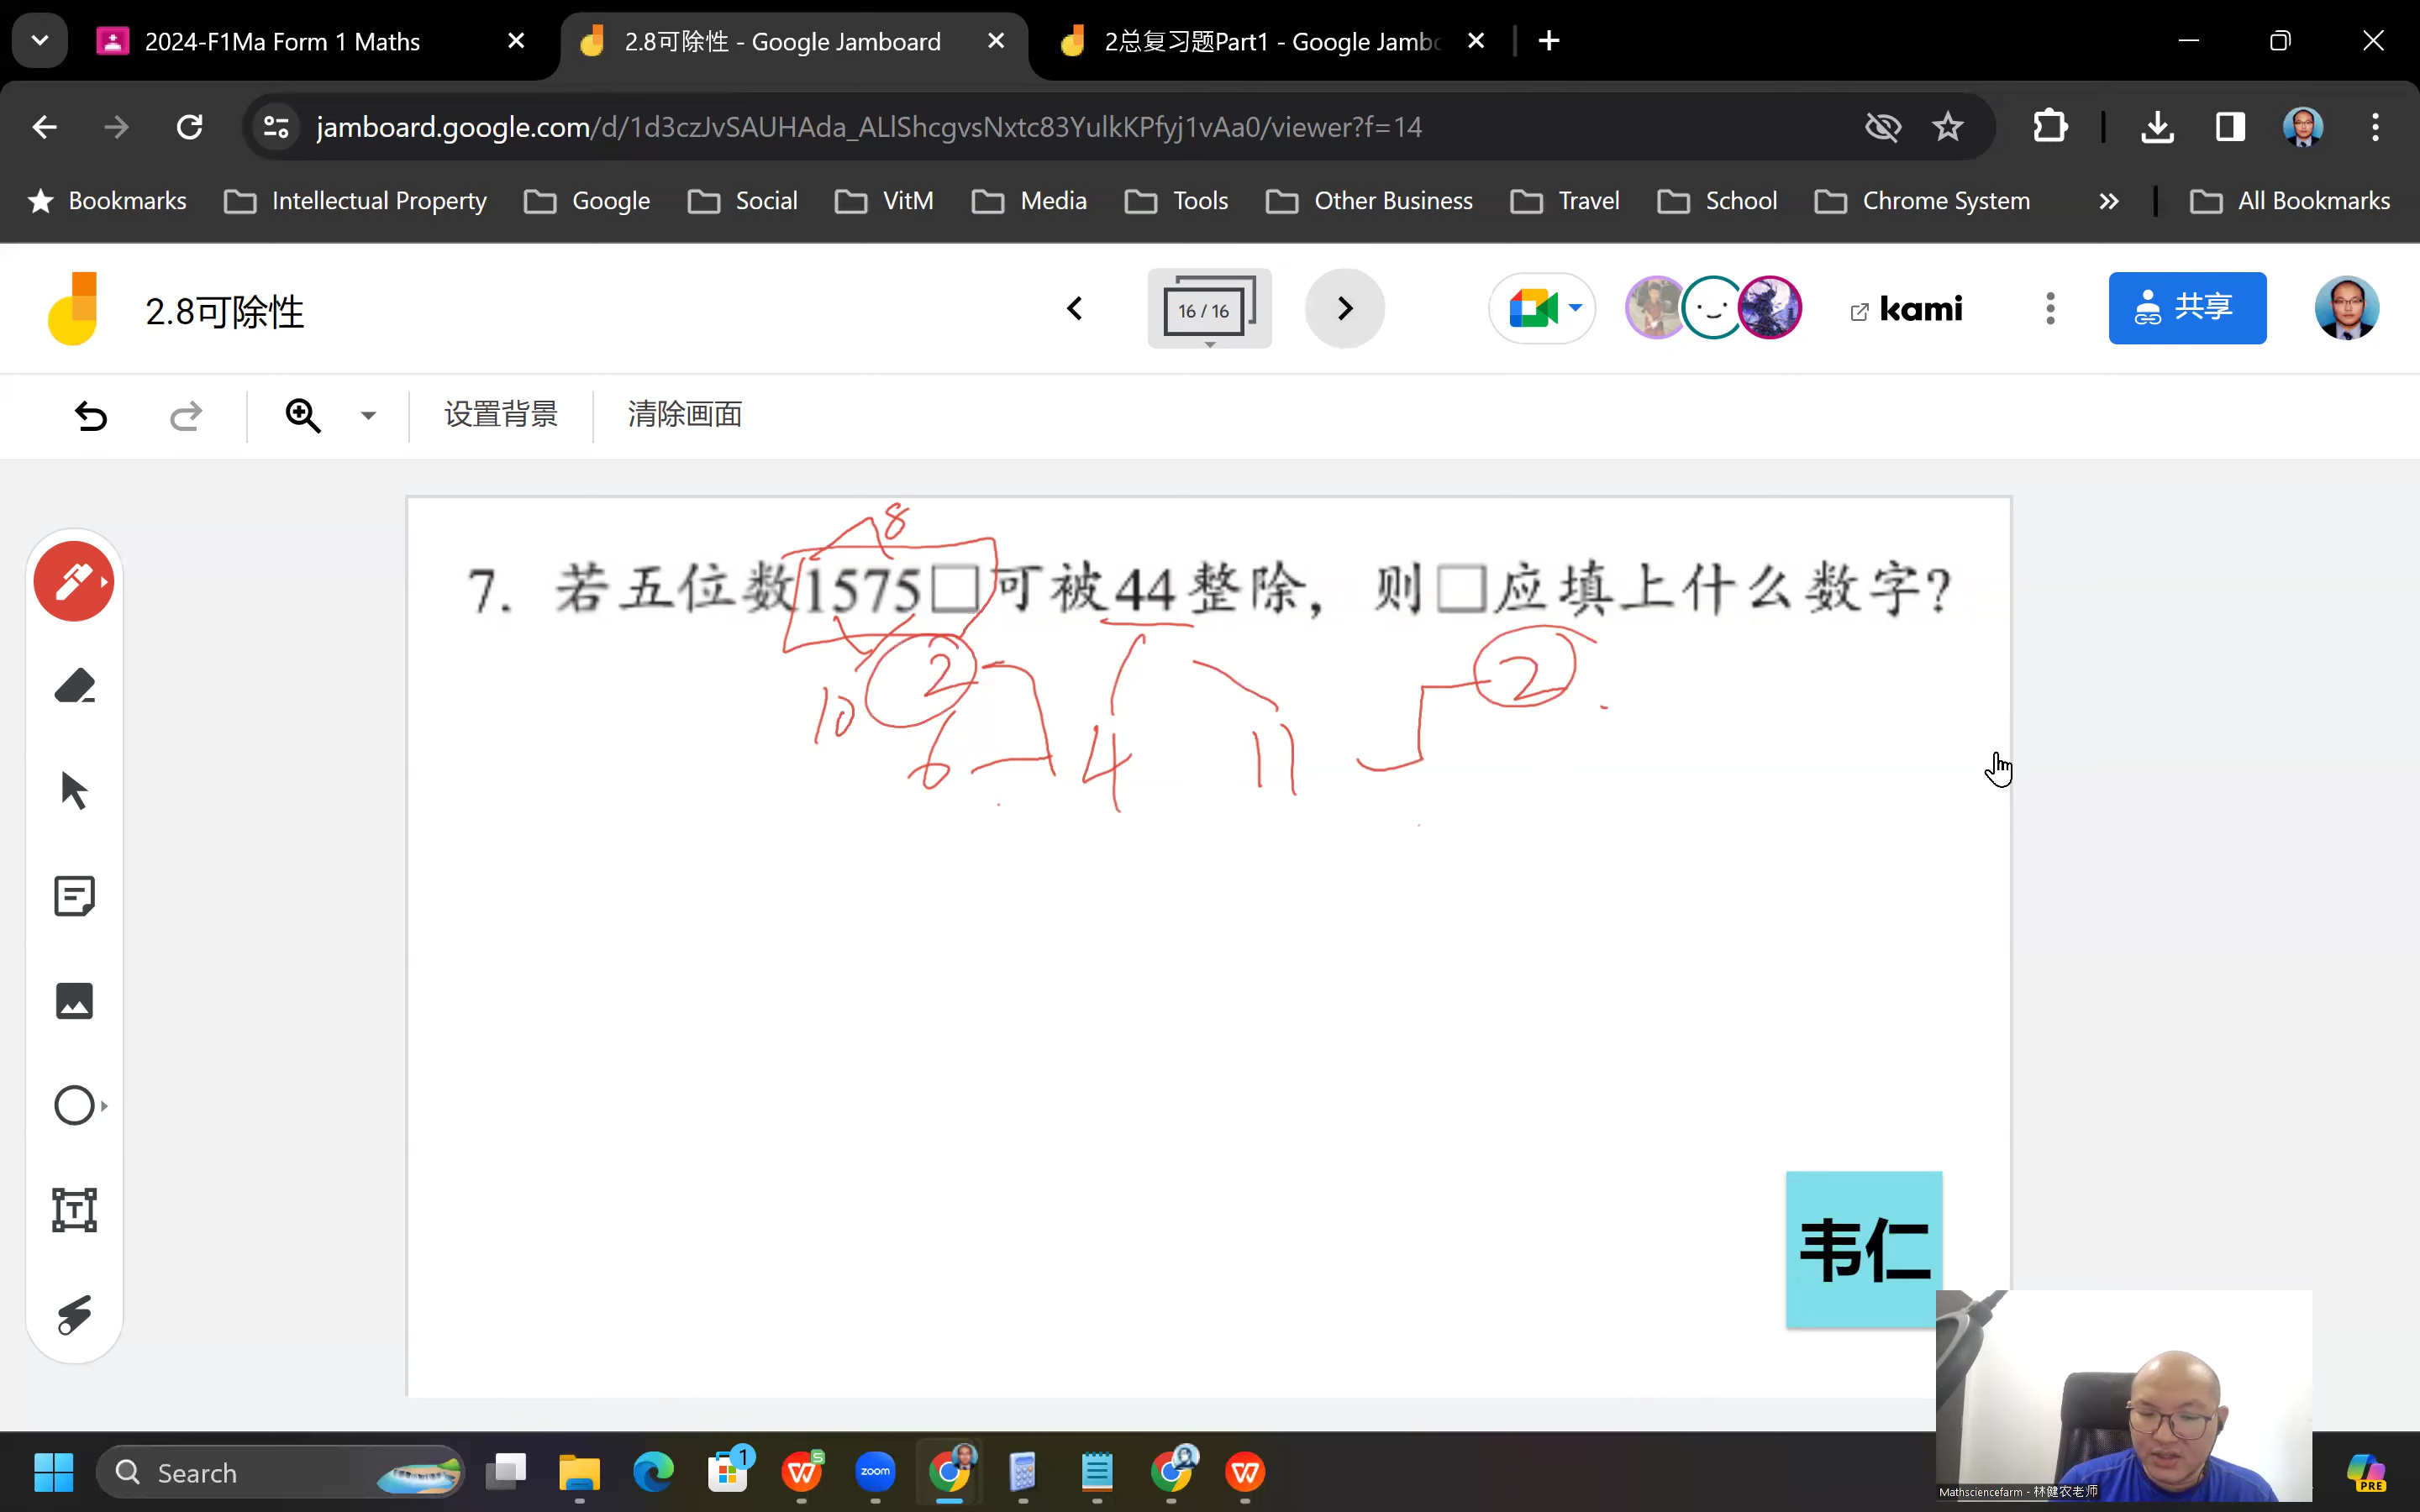 2024-F1Ma Form 1 Maths
2.8可除性 - Google Jamboard
2总复习题Part1 - Google Jambo
jamboard.google.com/d/1d3czJvSAUHAda_ALlShcgvsNxtc83YulkKPfyj1vAa0/viewer?f=14
Bookmarks Intellectual Property Google Social VitM Media Tools Other Business Travel School Chrome System » All Bookmarks
2.8可除性
16 / 16
kami
共享
设置背景 清除画面
8
7. 若五位数1575□可被44整除, 则□应填上什么数字?
10 2 2
6 4 11
韦仁
Mathsciencefarm - 林健农老师
Search
1
S
zoom
PRE